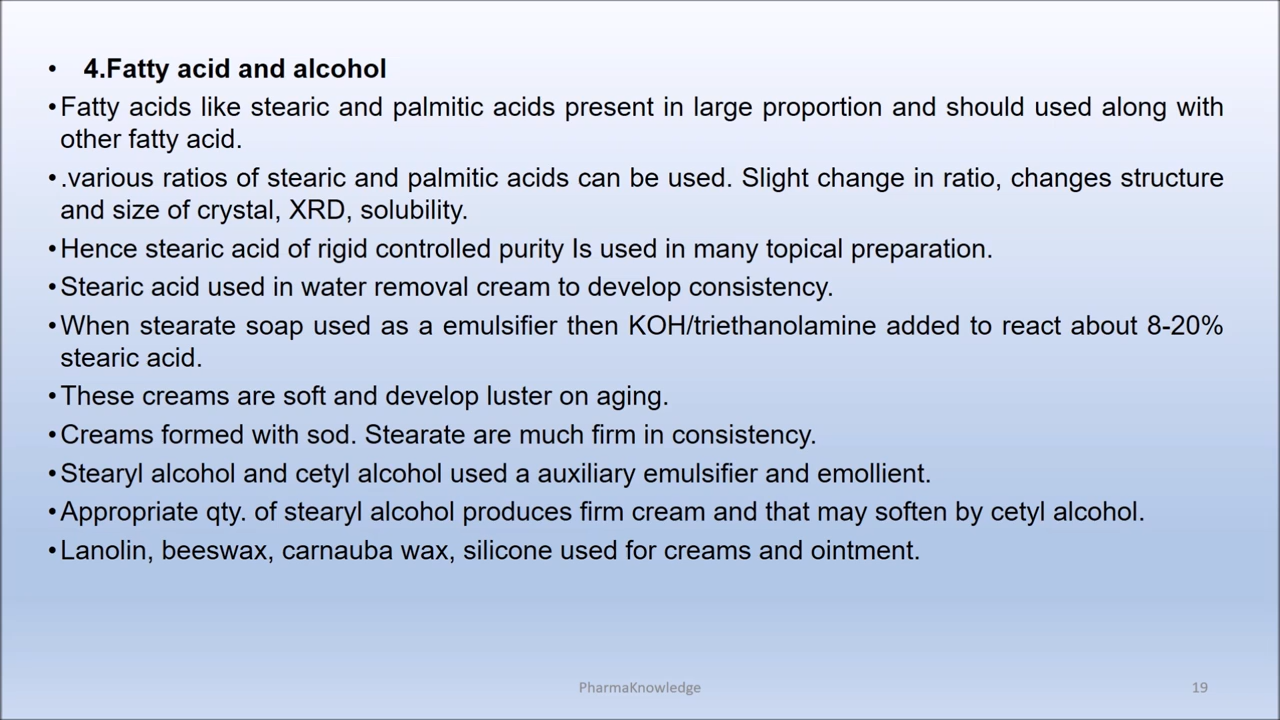 • 4.Fatty acid and alcohol
• Fatty acids like stearic and palmitic acids present in large proportion and should used along with
other fatty acid.
• .various ratios of stearic and palmitic acids can be used. Slight change in ratio, changes structure
and size of crystal, XRD, solubility.
• Hence stearic acid of rigid controlled purity Is used in many topical preparation.
• Stearic acid used in water removal cream to develop consistency.
• When stearate soap used as a emulsifier then KOH/triethanolamine added to react about 8-20%
stearic acid.
• These creams are soft and develop luster on aging.
• Creams formed with sod. Stearate are much firm in consistency.
• Stearyl alcohol and cetyl alcohol used a auxiliary emulsifier and emollient.
• Appropriate qty. of stearyl alcohol produces firm cream and that may soften by cetyl alcohol.
• Lanolin, beeswax, carnauba wax, silicone used for creams and ointment.
PharmaKnowledge
19